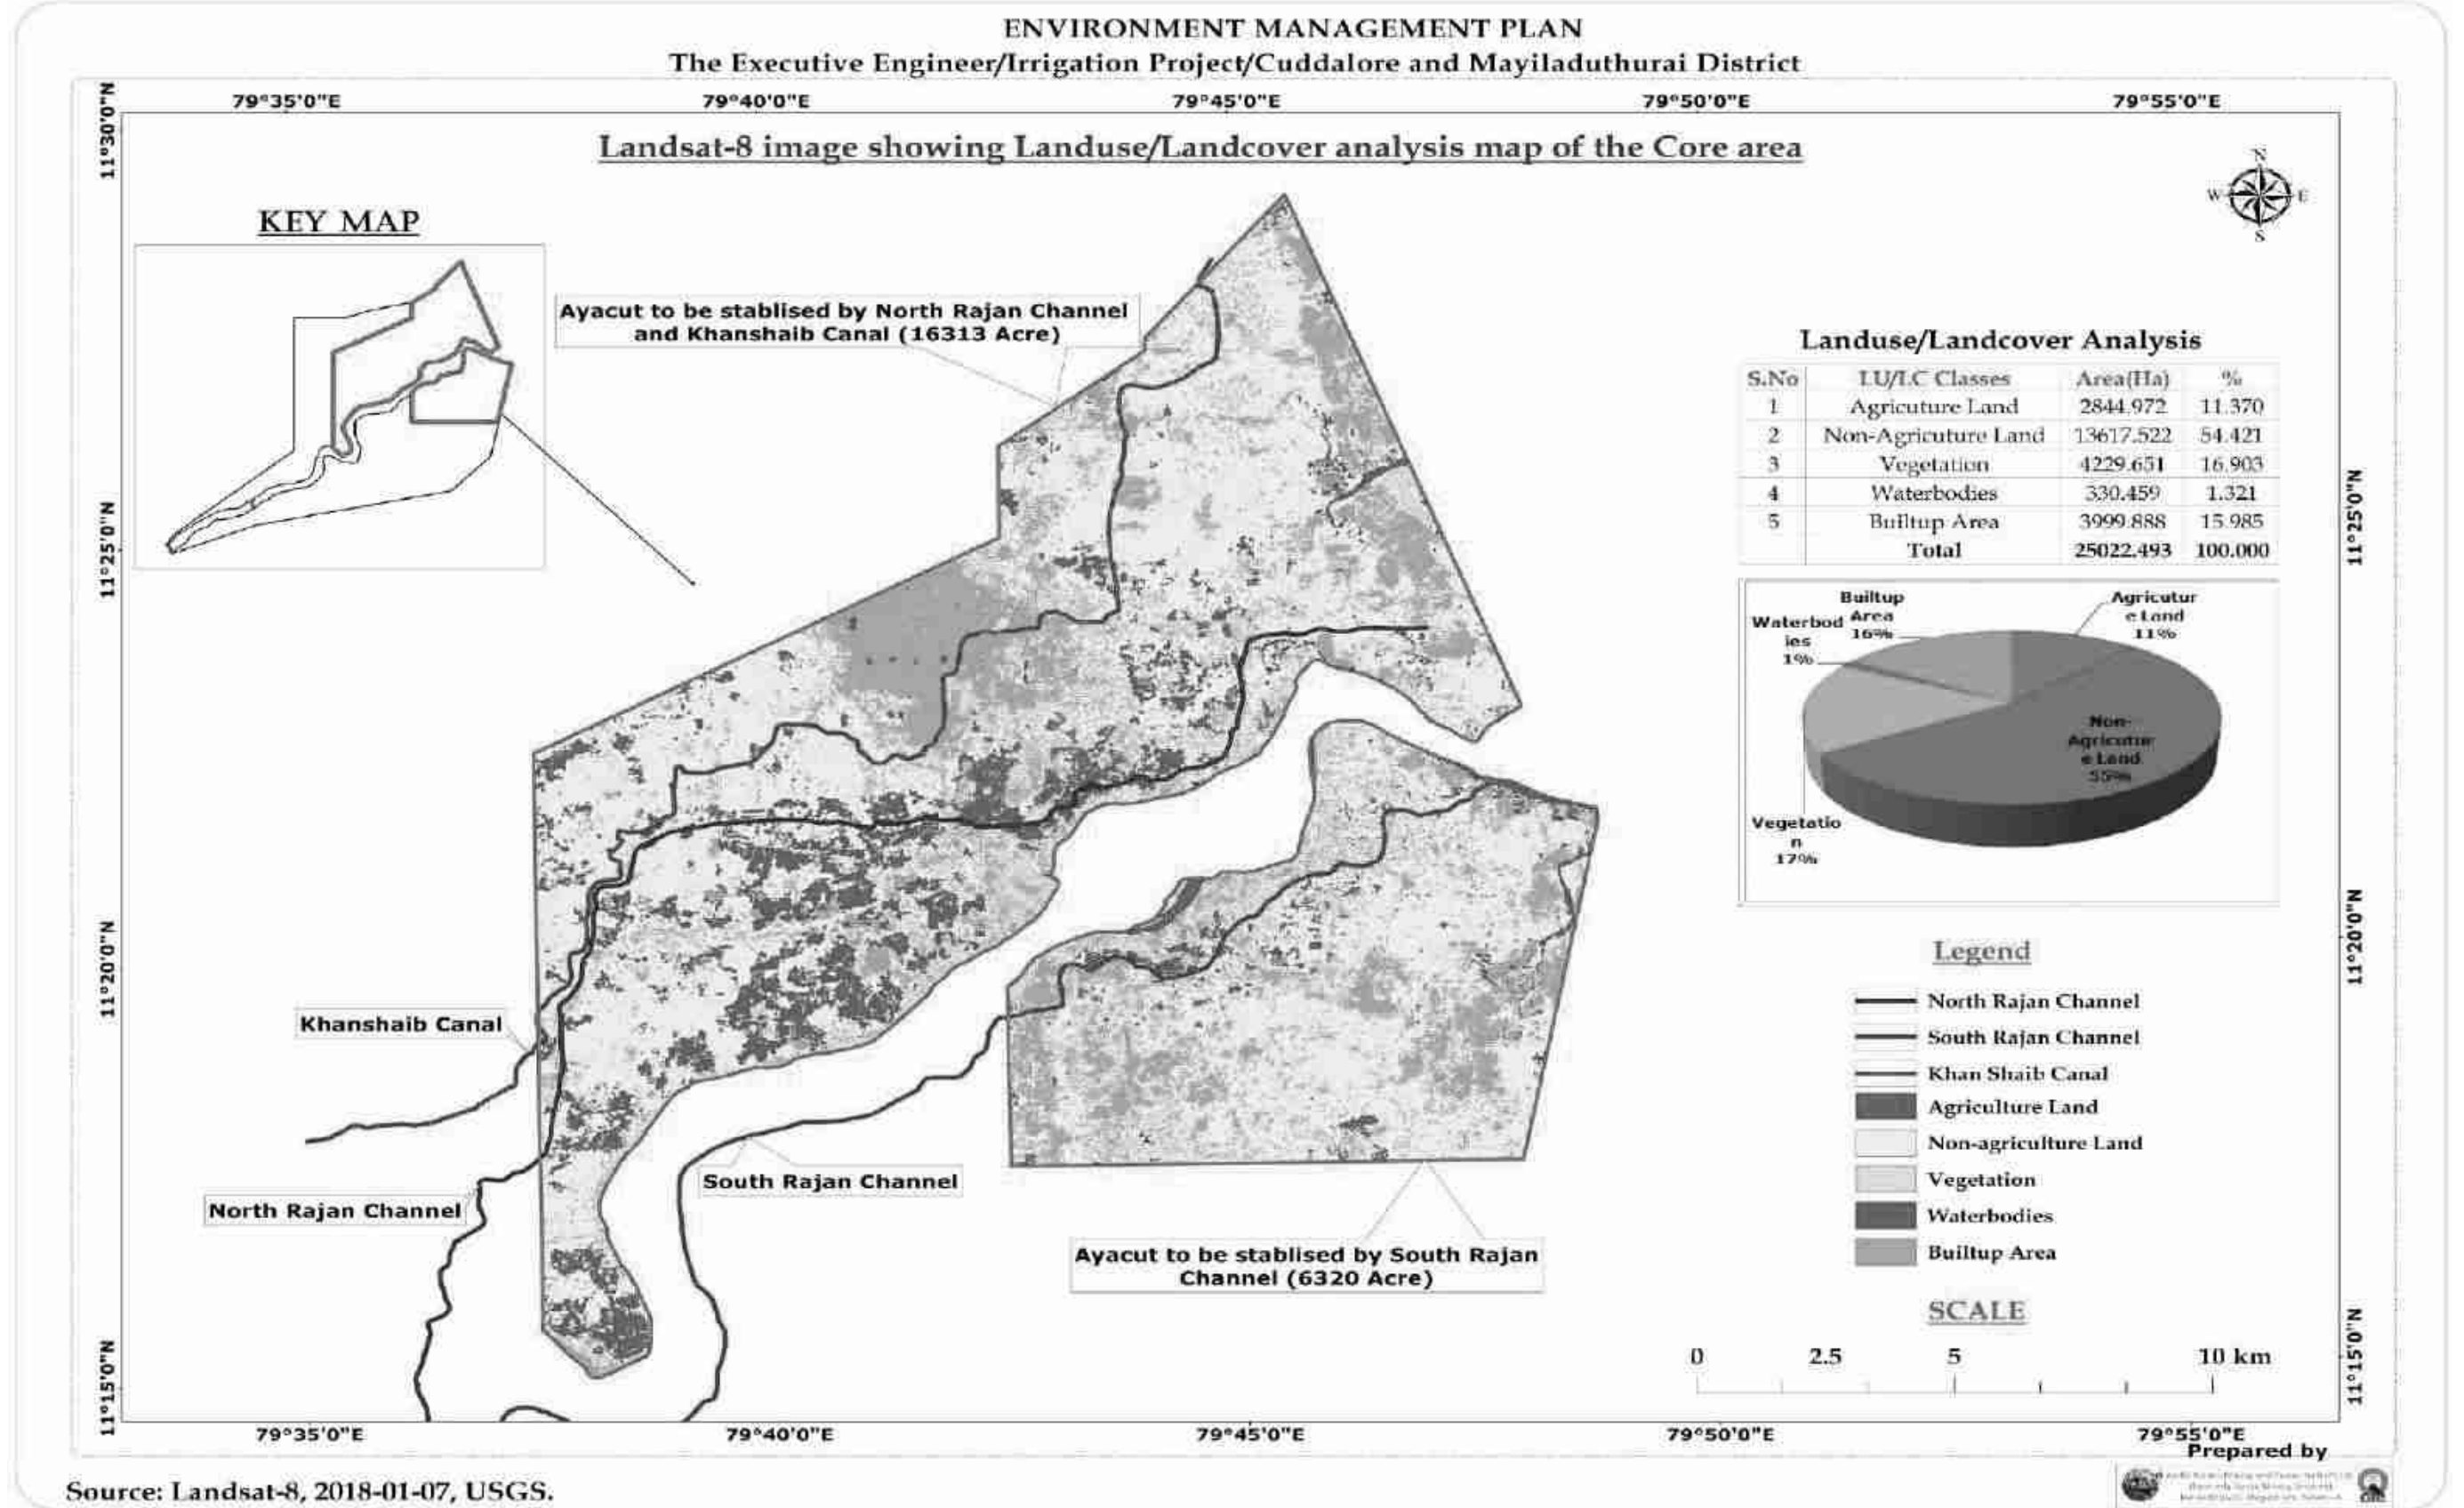 ENVIRONMENT MANAGEMENT PLAN
The Executive Engineer/Irrigation Project/Cuddalore and Mayiladuthurai District
79°35'0"E 79°40'0"E 79°45'0"E 79°50'0"E 79°55'0"E
11°30'0"N
Landsat-8 image showing Landuse/Landcover analysis map of the Core area
N
W E
S
KEY MAP
Ayacut to be stablised by North Rajan Channel
and Khanshaib Canal (16313 Acre)
Landuse/Landcover Analysis
S.No LU/LC Classes Area(Ha) %
1 Agricuture Land 2844.972 11.370
2 Non-Agricuture Land 13617.522 54.421
3 Vegetation 4229.651 16.903
4 Waterbodies 330.459 1.321
5 Builtup Area 3999.888 15.985
Total 25022.493 100.000
11°25'0"N 11°25'0"N
Builtup
Area
16%
Agricutur
e Land
11%
Waterbod
ies
1%
Non-
Agricutur
e Land
55%
Vegetatio
n
17%
11°20'0"N 11°20'0"N
Legend
North Rajan Channel
South Rajan Channel
Khan Shaib Canal
Agriculture Land
Non-agriculture Land
Vegetation
Waterbodies
Builtup Area
Khanshaib Canal
South Rajan Channel
North Rajan Channel
Ayacut to be stablised by South Rajan
Channel (6320 Acre)
SCALE
0 2.5 5 10 km
11°15'0"N 11°15'0"N
79°35'0"E 79°40'0"E 79°45'0"E 79°50'0"E 79°55'0"E
Prepared by
Source: Landsat-8, 2018-01-07, USGS.